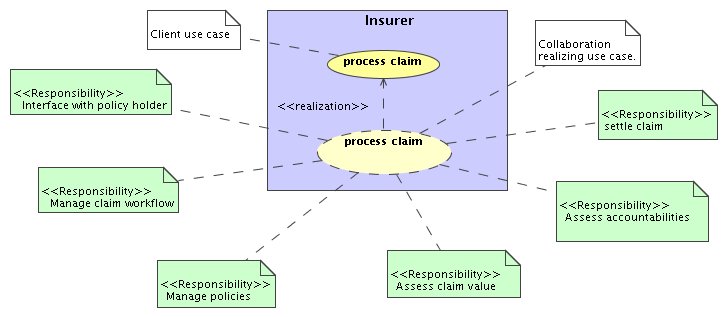 Insurer
Client use case
process claim
Collaboration
realizing use case.
<<Responsibility>>
Interface with policy holder
<<realization>>
<<Responsibility>>
settle claim
process claim
<<Responsibility>>
Manage claim workflow
<<Responsibility>>
Assess accountabilities
<<Responsibility>>
Manage policies
<<Responsibility>>
Assess claim value